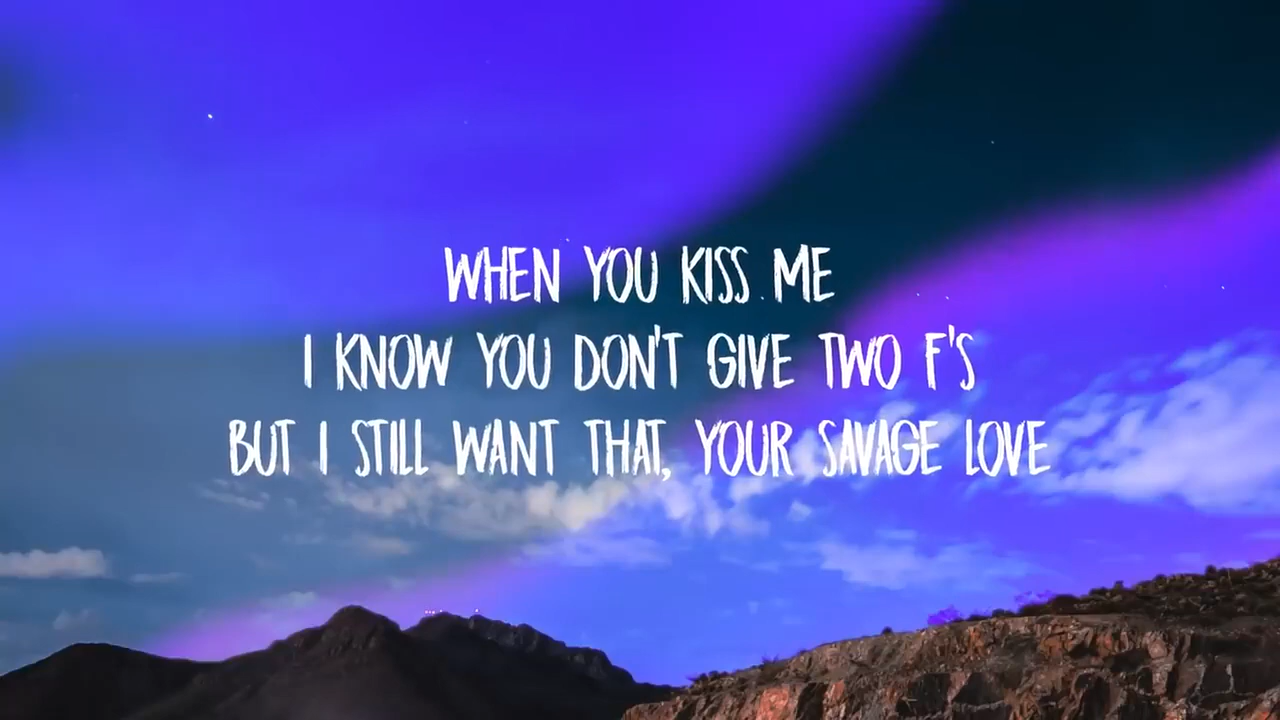 WHEN YOU KISS ME
I KNOW YOU DON'T GIVE TWO F'S
BUT I STILL WANT THAT, YOUR SAVAGE LOVE